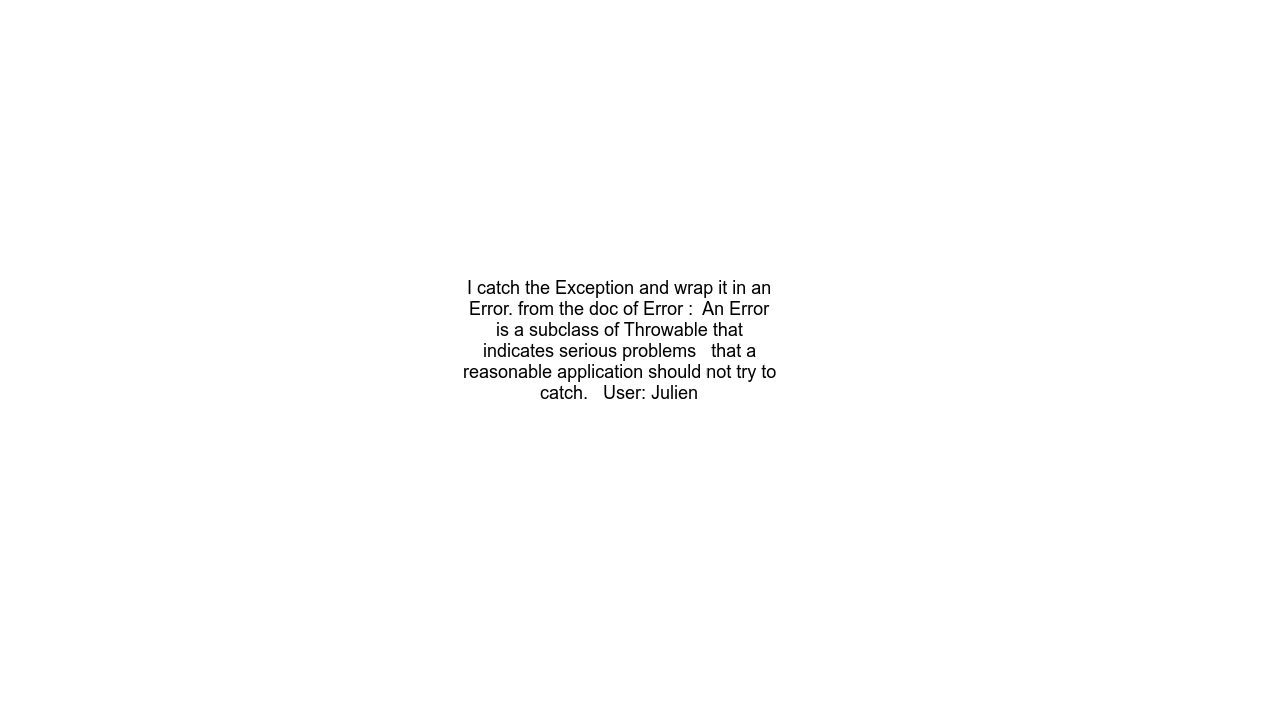 I catch the Exception and wrap it in an
Error. from the doc of Error :  An Error
is a subclass of Throwable that
indicates serious problems   that a
reasonable application should not try to
catch.   User: Julien